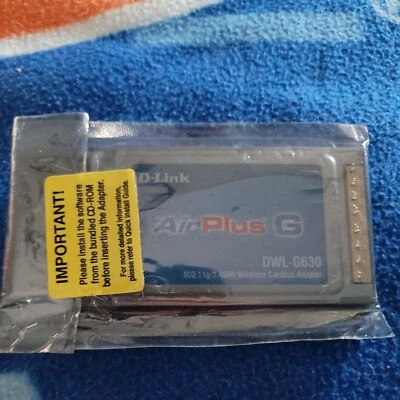 IMPORTANT!
Please install the software
from the bundled CD-ROM
before inserting the Adapter.
For more detailed information,
please refer to Quick Install Guide.
D-Link
AirPlus G
DWL-G630
802.11g/2.4GHz Wireless Cardbus Adapter